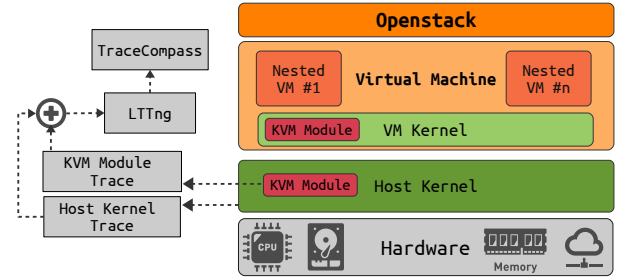 Openstack
TraceCompass
Nested
VM #1
Virtual Machine
Nested
VM #n
LTTng
KVM Module
VM Kernel
KVM Module
Trace
KVM Module
Host Kernel
Host Kernel
Trace
CPU
Hardware
Memory